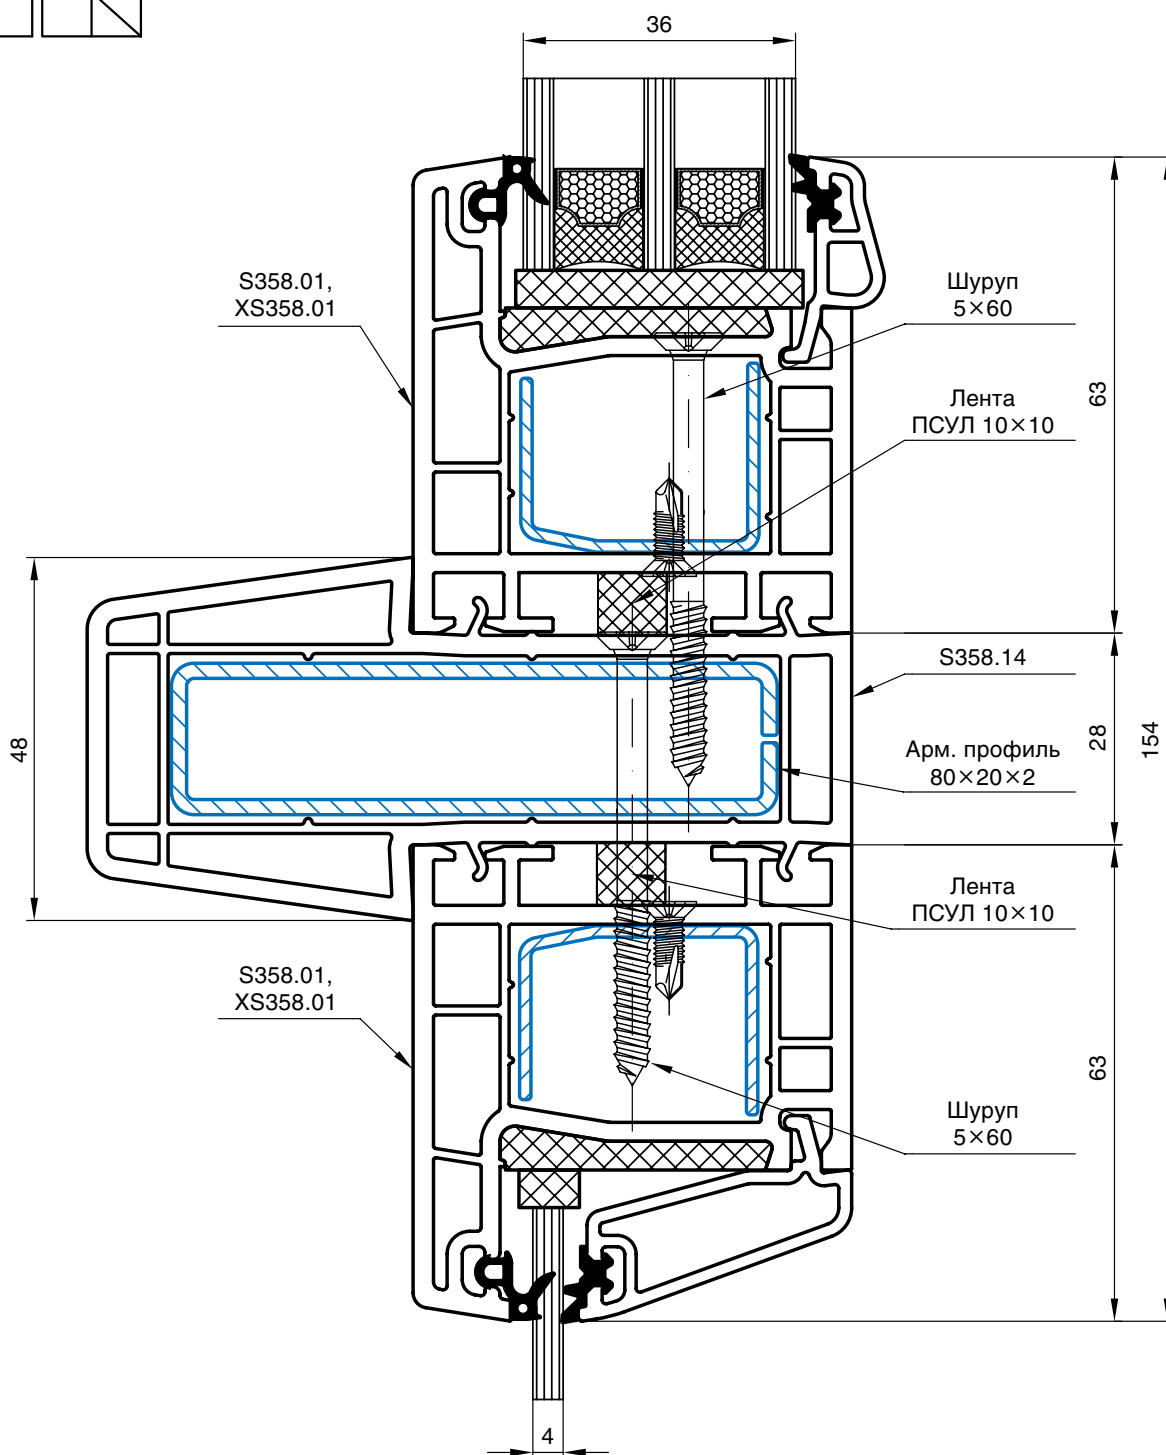 36
S358.01,
XS358.01
Шуруп
5×60
Лента
ПСУЛ 10×10
63
S358.14
48
28
154
Арм. профиль
80×20×2
Лента
ПСУЛ 10×10
S358.01,
XS358.01
63
Шуруп
5×60
4